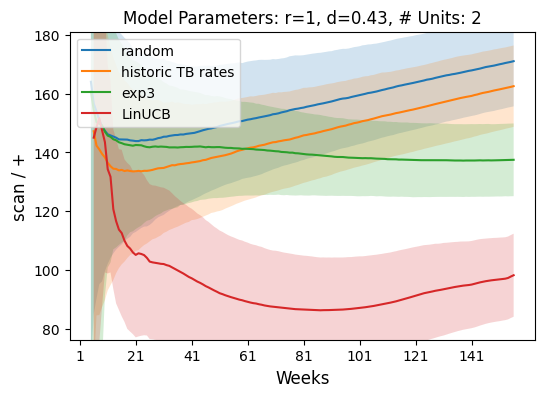 Model Parameters: r=1, d=0.43, # Units: 2
random
historic TB rates
exp3
LinUCB
scan / +
180
160
140
120
100
80
1 21 41 61 81 101 121 141
Weeks